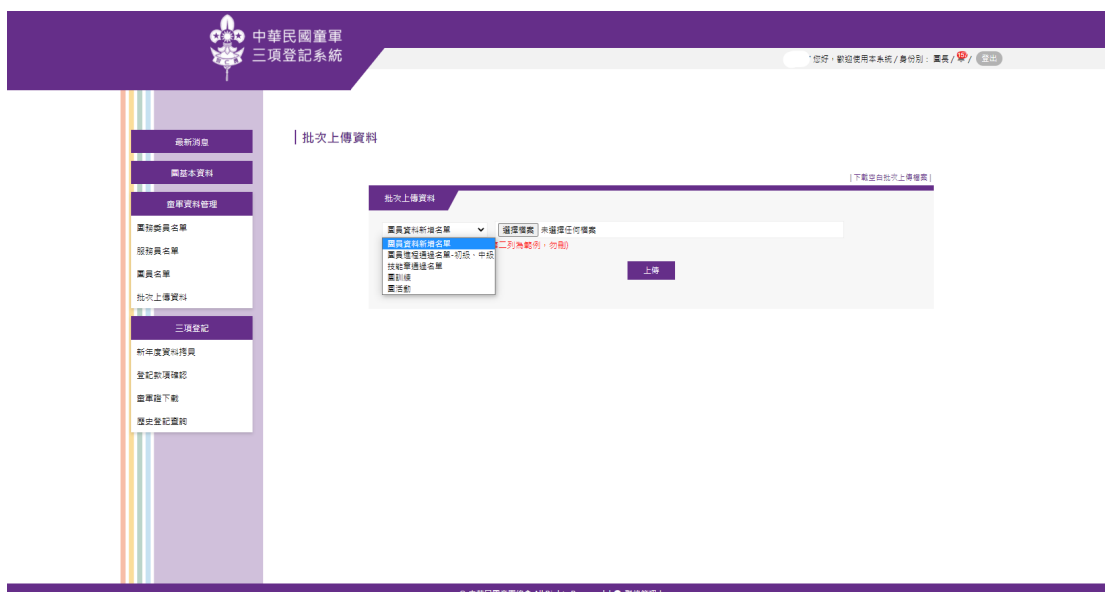 中華民國童軍
三項登記系統
您好，歡迎使用本系統/身份別： 團長/ 15 / 登出
最新消息
團基本資料
童軍資料管理
團務委員名單
服務員名單
團員名單
批次上傳資料
三項登記
新年度資料拷貝
登記款項確認
童軍證下載
歷史登記查詢
批次上傳資料
|下載空白批次上傳檔案|
批次上傳資料
團員資料新增名單 選擇檔案 未選擇任何檔案
團員資料新增名單
二列為範例，勿刪)
團員進程通過名單-初級、中級
技能章通過名單
團訓練
團活動
上傳